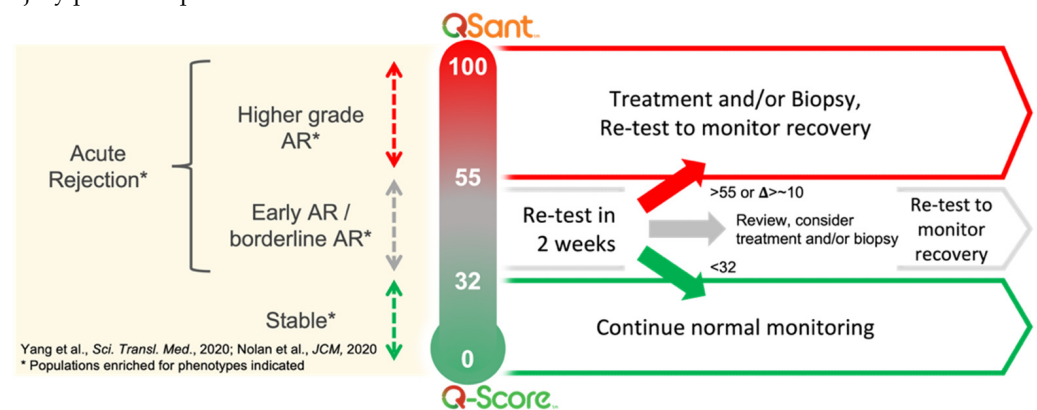 QSant™
Acute
Rejection*
Higher grade
AR*
Early AR /
borderline AR*
Stable*
Yang et al., Sci. Transl. Med., 2020; Nolan et al., JCM, 2020
* Populations enriched for phenotypes indicated
100
55
32
0
Q-Score™
Treatment and/or Biopsy,
Re-test to monitor recovery
Re-test in
2 weeks
>55 or Δ>~10
Review, consider
treatment and/or biopsy
<32
Re-test to
monitor
recovery
Continue normal monitoring